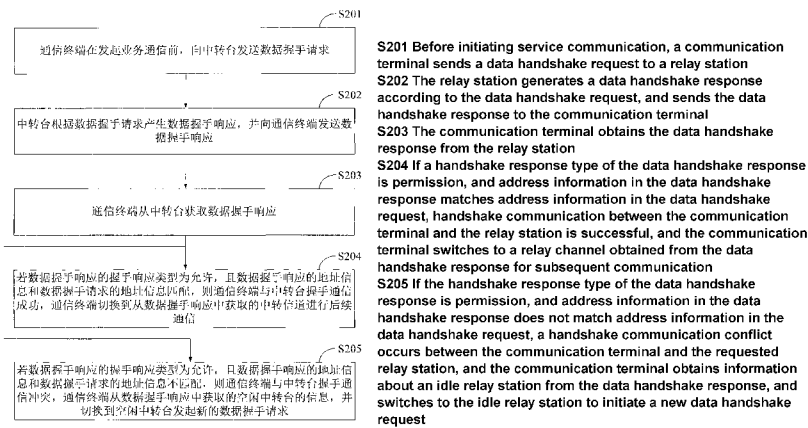 S201
通信终端在发起业务通信前，向中转台发送数据握手请求
S202
中转台根据数据握手请求产生数据握手响应，并向通信终端发送数
据握手响应
S203
通信终端从中转台获取数据握手响应
S204
若数据握手响应的握手响应类型为允许，且数据握手响应的地址信
息和数据握手请求的地址信息匹配，则通信终端与中转台握手通信
成功，通信终端切换到从数据握手响应中获取的中转信道进行后续
通信
S205
若数据握手响应的握手响应类型为允许，且数据握手响应的地址信
息和数据握手请求的地址信息不匹配，则通信终端与中转台握手通
信冲突，通信终端从数据握手响应中获取的空闲中转台的信息，并
切换到空闲中转台发起新的数据握手请求
S201 Before initiating service communication, a communication
terminal sends a data handshake request to a relay station
S202 The relay station generates a data handshake response
according to the data handshake request, and sends the data
handshake response to the communication terminal
S203 The communication terminal obtains the data handshake
response from the relay station
S204 If a handshake response type of the data handshake response
is permission, and address information in the data handshake
response matches address information in the data handshake
request, handshake communication between the communication
terminal and the relay station is successful, and the communication
terminal switches to a relay channel obtained from the data
handshake response for subsequent communication
S205 If the handshake response type of the data handshake
response is permission, and address information in the data
handshake response does not match address information in the
data handshake request, a handshake communication conflict
occurs between the communication terminal and the requested
relay station, and the communication terminal obtains information
about an idle relay station from the data handshake response, and
switches to the idle relay station to initiate a new data handshake
request